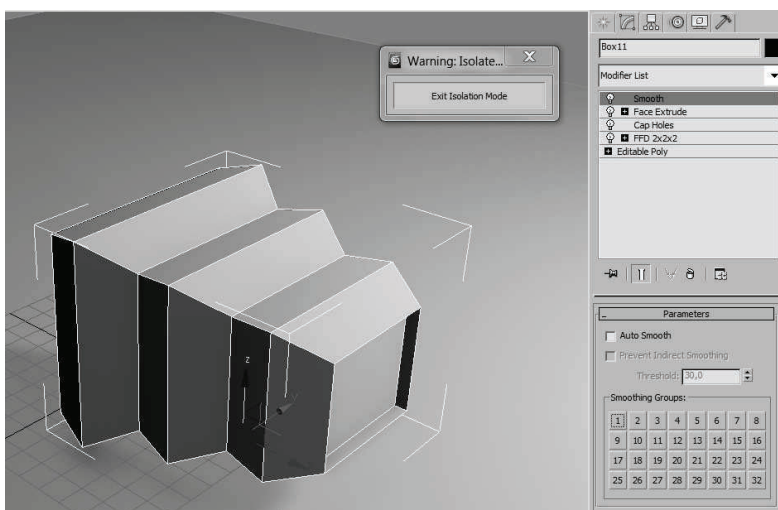 Warning: Isolate...
Exit Isolation Mode
z
Box11
Modifier List
Smooth
Face Extrude
Cap Holes
FFD 2x2x2
Editable Poly
Parameters
Auto Smooth
Prevent Indirect Smoothing
Threshold: 30,0
Smoothing Groups:
1 2 3 4 5 6 7 8
9 10 11 12 13 14 15 16
17 18 19 20 21 22 23 24
25 26 27 28 29 30 31 32